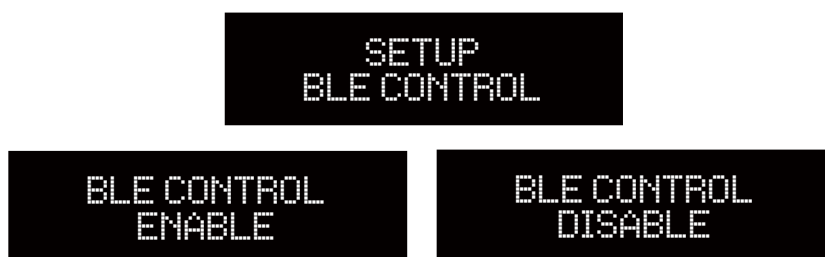 SETUP
BLE CONTROL
BLE CONTROL
ENABLE
BLE CONTROL
DISABLE